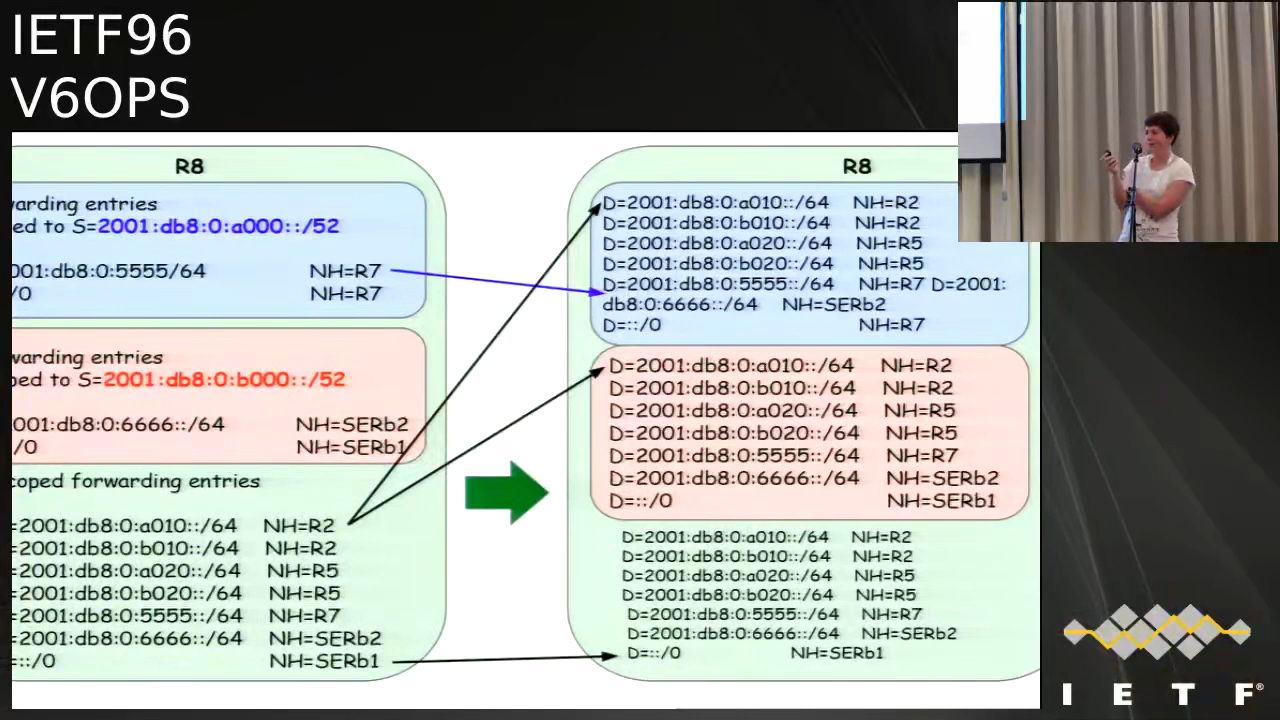 IETF96
V6OPS
R8
warding entries
ed to S=2001:db8:0:a000::/52
001:db8:0:5555/64 NH=R7
/0 NH=R7
warding entries
ped to S=2001:db8:0:b000::/52
001:db8:0:6666::/64 NH=SERb2
/0 NH=SERb1
coped forwarding entries
=2001:db8:0:a010::/64 NH=R2
=2001:db8:0:b010::/64 NH=R2
=2001:db8:0:a020::/64 NH=R5
=2001:db8:0:b020::/64 NH=R5
=2001:db8:0:5555::/64 NH=R7
=2001:db8:0:6666::/64 NH=SERb2
=::/0 NH=SERb1
R8
D=2001:db8:0:a010::/64 NH=R2
D=2001:db8:0:b010::/64 NH=R2
D=2001:db8:0:a020::/64 NH=R5
D=2001:db8:0:b020::/64 NH=R5
D=2001:db8:0:5555::/64 NH=R7 D=2001:
db8:0:6666::/64 NH=SERb2
D=::/0 NH=R7
D=2001:db8:0:a010::/64 NH=R2
D=2001:db8:0:b010::/64 NH=R2
D=2001:db8:0:a020::/64 NH=R5
D=2001:db8:0:b020::/64 NH=R5
D=2001:db8:0:5555::/64 NH=R7
D=2001:db8:0:6666::/64 NH=SERb2
D=::/0 NH=SERb1
D=2001:db8:0:a010::/64 NH=R2
D=2001:db8:0:b010::/64 NH=R2
D=2001:db8:0:a020::/64 NH=R5
D=2001:db8:0:b020::/64 NH=R5
D=2001:db8:0:5555::/64 NH=R7
D=2001:db8:0:6666::/64 NH=SERb2
D=::/0 NH=SERb1
IETF®